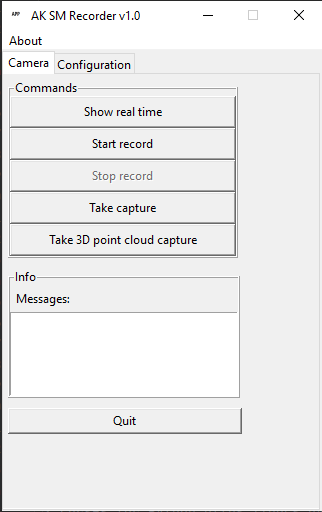 APP AK SM Recorder v1.0
About
Camera Configuration
Commands
Show real time
Start record
Stop record
Take capture
Take 3D point cloud capture
Info
Messages:
Quit